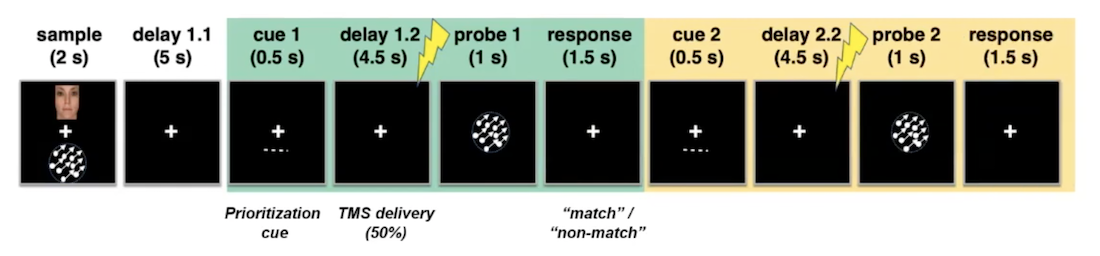 sample delay 1.1 cue 1 delay 1.2 probe 1 response cue 2 delay 2.2 probe 2 response
(2 s) (5 s) (0.5 s) (4.5 s) (1 s) (1.5 s) (0.5 s) (4.5 s) (1 s) (1.5 s)
Prioritization TMS delivery “match” /
cue (50%) “non-match”